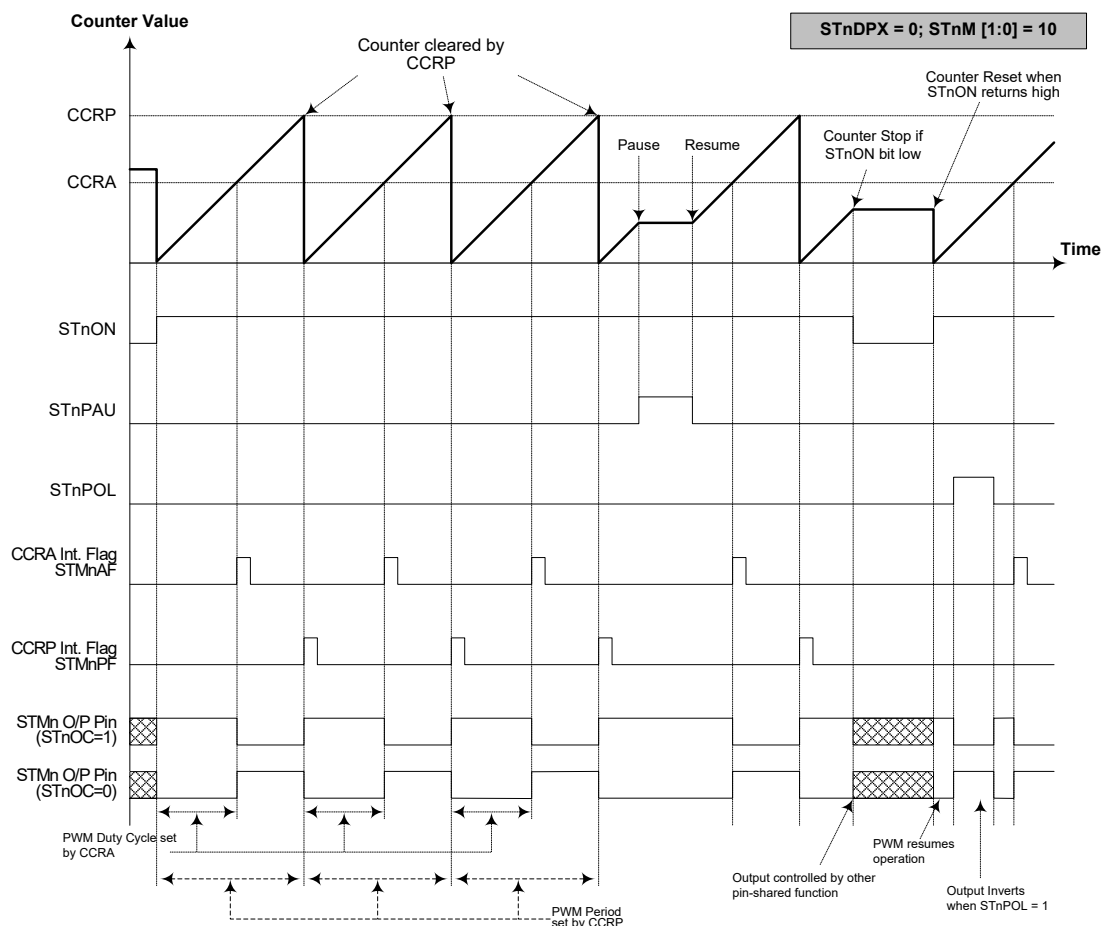 Counter Value
STnDPX = 0; STnM [1:0] = 10
Counter cleared by
CCRP
Counter Reset when
STnON returns high
CCRP
Pause
Resume
Counter Stop if
STnON bit low
CCRA
Time
STnON
STnPAU
STnPOL
CCRA Int. Flag
STMnAF
CCRP Int. Flag
STMnPF
STMn O/P Pin
(STnOC=1)
STMn O/P Pin
(STnOC=0)
PWM Duty Cycle set
by CCRA
PWM resumes
operation
Output controlled by other
pin-shared function
Output Inverts
when STnPOL = 1
PWM Period
set by CCRP